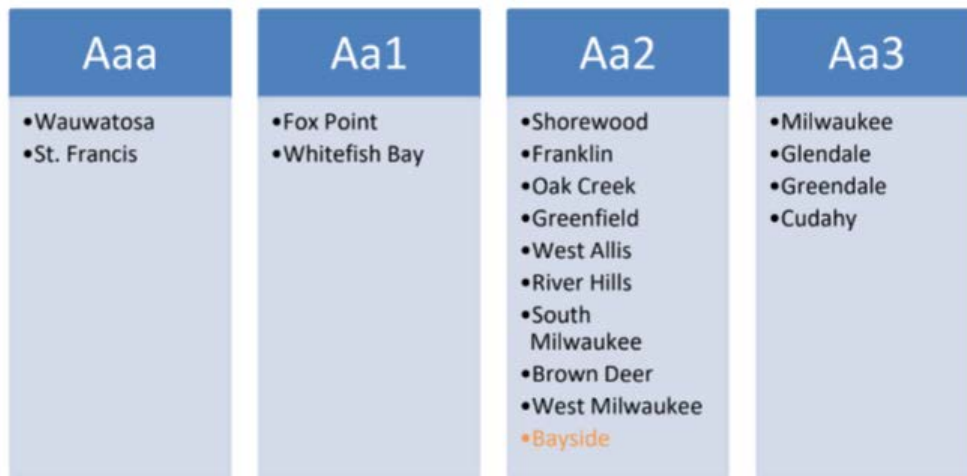 Aaa
•Wauwatosa
•St. Francis
Aa1
•Fox Point
•Whitefish Bay
Aa2
•Shorewood
•Franklin
•Oak Creek
•Greenfield
•West Allis
•River Hills
•South
Milwaukee
•Brown Deer
•West Milwaukee
•Bayside
Aa3
•Milwaukee
•Glendale
•Greendale
•Cudahy